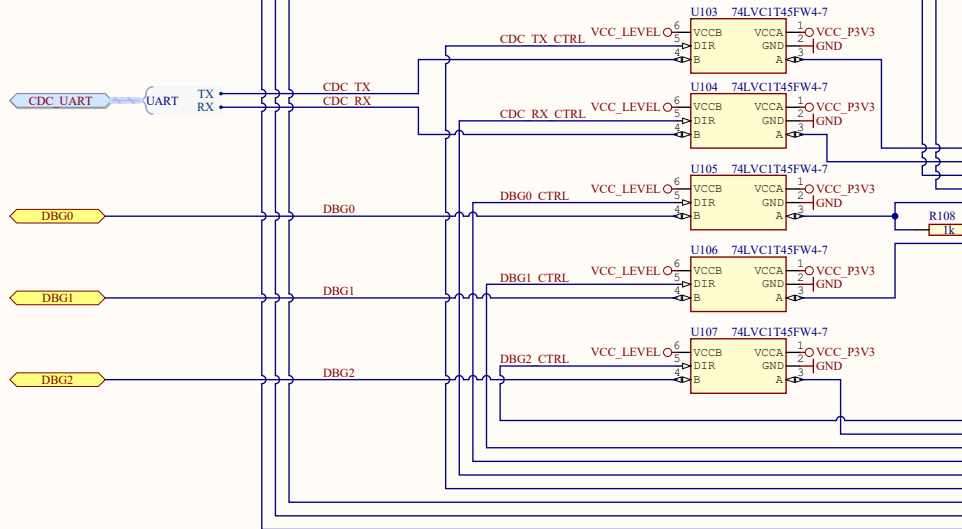 U103 74LVC1T45FW4-7
VCC_LEVEL 6 VCCB VCCA 1 VCC_P3V3
CDC_TX_CTRL 5 DIR GND 2 GND
4 B A 3
CDC_UART UART TX CDC_TX
RX CDC_RX
U104 74LVC1T45FW4-7
VCC_LEVEL 6 VCCB VCCA 1 VCC_P3V3
CDC_RX_CTRL 5 DIR GND 2 GND
4 B A 3
U105 74LVC1T45FW4-7
VCC_LEVEL 6 VCCB VCCA 1 VCC_P3V3
DBG0_CTRL 5 DIR GND 2 GND
DBG0 DBG0 4 B A 3 R108
1k
U106 74LVC1T45FW4-7
VCC_LEVEL 6 VCCB VCCA 1 VCC_P3V3
DBG1_CTRL 5 DIR GND 2 GND
DBG1 DBG1 4 B A 3
U107 74LVC1T45FW4-7
VCC_LEVEL 6 VCCB VCCA 1 VCC_P3V3
DBG2_CTRL 5 DIR GND 2 GND
DBG2 DBG2 4 B A 3